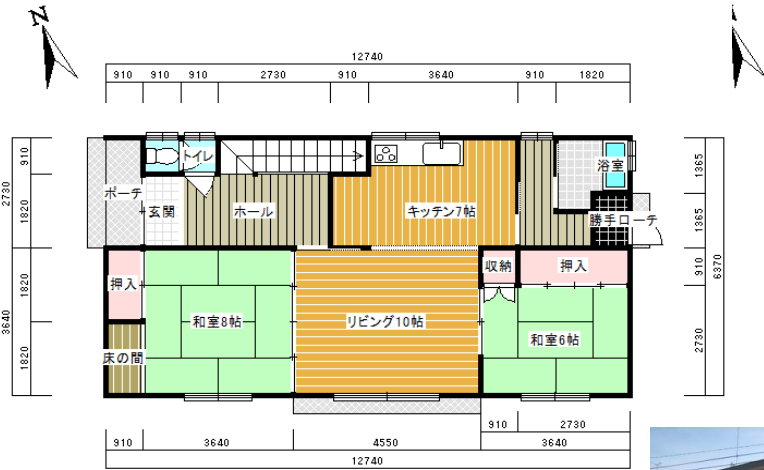 N
12740
910 910 910 2730 910 3640 910 1820
910
1820
2730
1820
1820
3640
トイレ
浴室
ポーチ
玄関
ホール
キッチン7帖
勝手口ーチ
押入
収納
押入
和室8帖
リビング10帖
和室6帖
床の間
1365
1365
910
2730
6370
910 2730
910 3640 4550 3640
12740